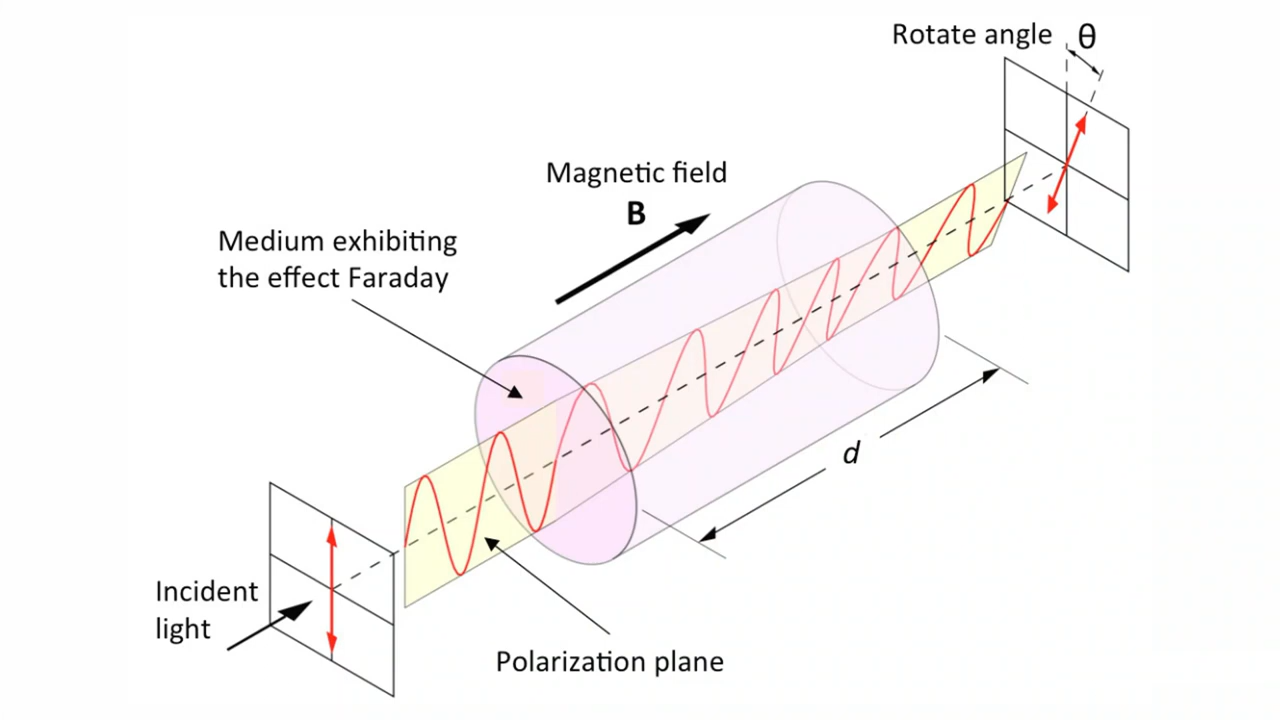 Rotate angle θ
Magnetic field
B
Medium exhibiting
the effect Faraday
d
Incident
light
Polarization plane